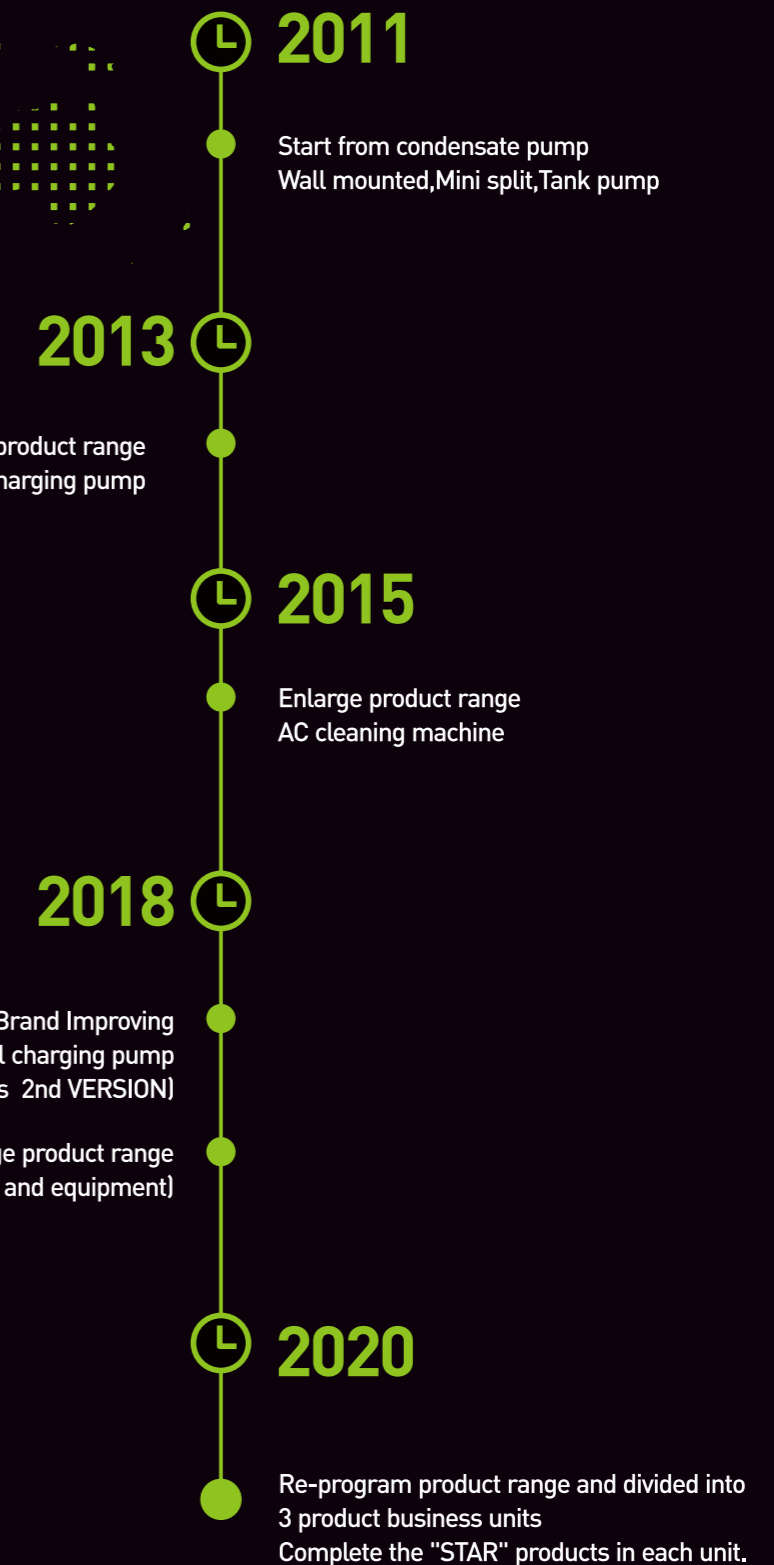 2011
Start from condensate pump
Wall mounted,Mini split,Tank pump
2013
product range
charging pump
2015
Enlarge product range
AC cleaning machine
2018
Brand Improving
charging pump
2nd VERSION)
product range
and equipment)
2020
Re-program product range and divided into
3 product business units
Complete the "STAR" products in each unit.